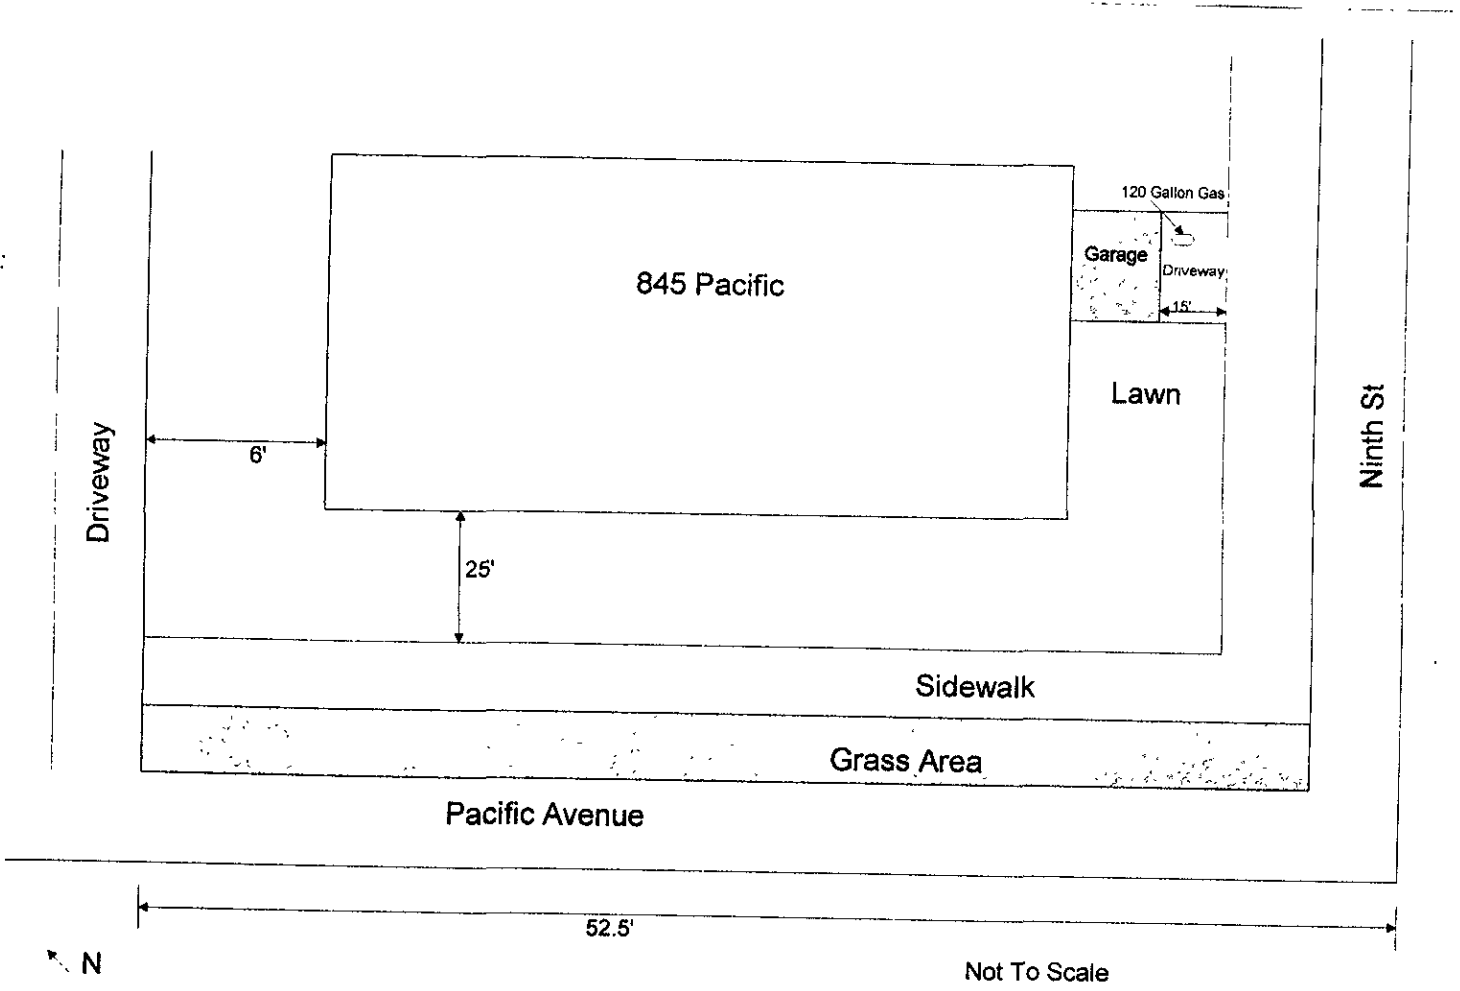 120 Gallon Gas
Garage
845 Pacific
Driveway
15'
Lawn
Ninth St
Driveway
6'
25'
Sidewalk
Grass Area
Pacific Avenue
52.5'
N
Not To Scale